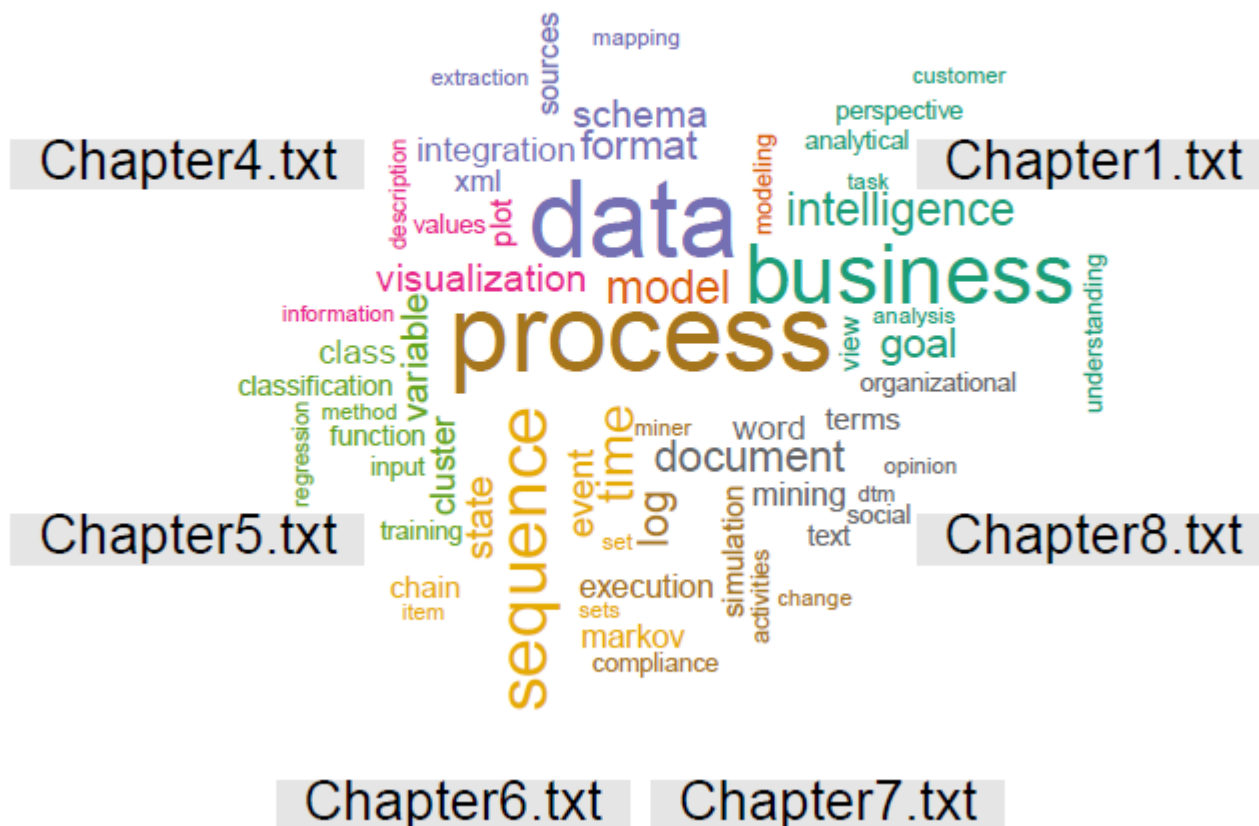 mapping
sources
extraction
customer
schema
perspective
format
analytical
integration
Chapter4.txt
Chapter1.txt
description
xml
modeling
task
values
plot
data
intelligence
visualization
model
business
understanding
information
variable
process
view
analysis
class
goal
classification
organizational
regression
method
function
cluster
input
sequence
time
miner
word
terms
document
opinion
event
state
log
mining
dtm
social
training
set
simulation
text
Chapter5.txt
Chapter8.txt
chain
item
execution
activities
change
sets
markov
compliance
Chapter6.txt
Chapter7.txt